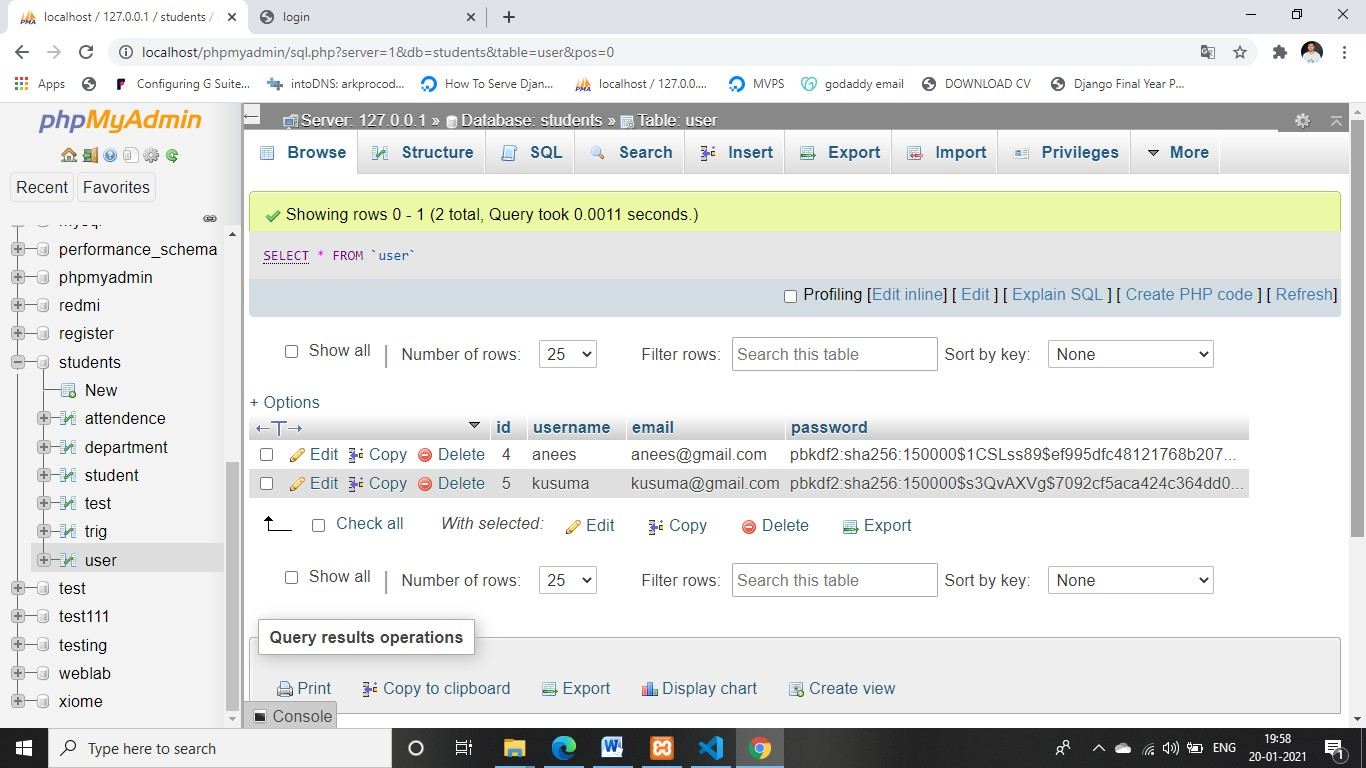 localhost / 127.0.0.1 / students /
login
localhost/phpmyadmin/sql.php?server=1&db=students&table=user&pos=0
Apps
Configuring G Suite...
intoDNS: arkprocod...
How To Serve Djan...
localhost / 127.0.0....
MVPS
godaddy email
DOWNLOAD CV
Django Final Year P...
phpMyAdmin
Recent
Favorites
mysql
performance_schema
phpmyadmin
redmi
register
students
New
attendence
department
student
test
trig
user
test
test111
testing
weblab
xiome
Server: 127.0.0.1 » Database: students » Table: user
Browse Structure SQL Search Insert Export Import Privileges More
Showing rows 0 - 1 (2 total, Query took 0.0011 seconds.)
SELECT * FROM `user`
Profiling [Edit inline] [ Edit ] [ Explain SQL ] [ Create PHP code ] [ Refresh]
Show all | Number of rows: 25 Filter rows: Search this table Sort by key: None
+ Options
←T→ id username email password
Edit Copy Delete 4 anees anees@gmail.com pbkdf2:sha256:150000$1CSLss89$ef995dfc48121768b207...
Edit Copy Delete 5 kusuma kusuma@gmail.com pbkdf2:sha256:150000$s3QvAXVg$7092cf5aca424c364dd0...
Check all With selected: Edit Copy Delete Export
Show all | Number of rows: 25 Filter rows: Search this table Sort by key: None
Query results operations
Print Copy to clipboard Export Display chart Create view
Console
Type here to search
ENG
19:58
20-01-2021
1